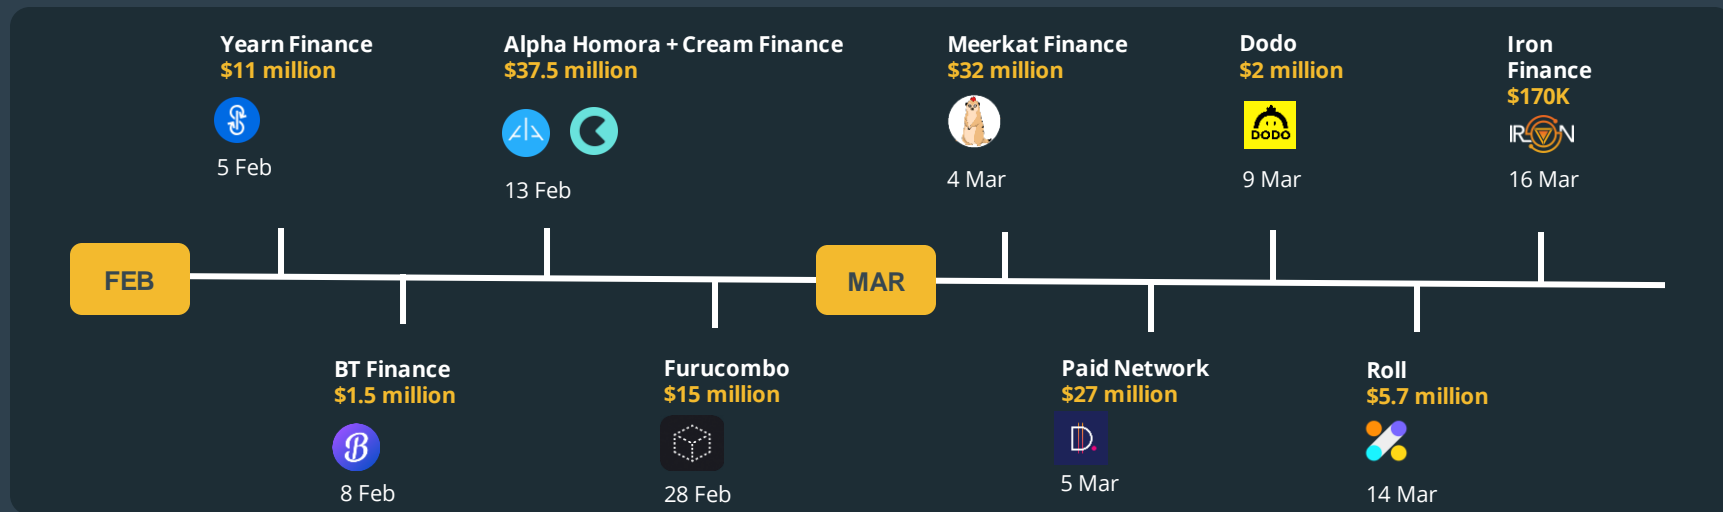 Yearn Finance
$11 million
5 Feb
Alpha Homora + Cream Finance
$37.5 million
13 Feb
Meerkat Finance
$32 million
4 Mar
Dodo
$2 million
DODO
9 Mar
Iron
Finance
$170K
IRON
16 Mar
FEB
MAR
BT Finance
$1.5 million
B
8 Feb
Furucombo
$15 million
28 Feb
Paid Network
$27 million
D.
5 Mar
Roll
$5.7 million
14 Mar